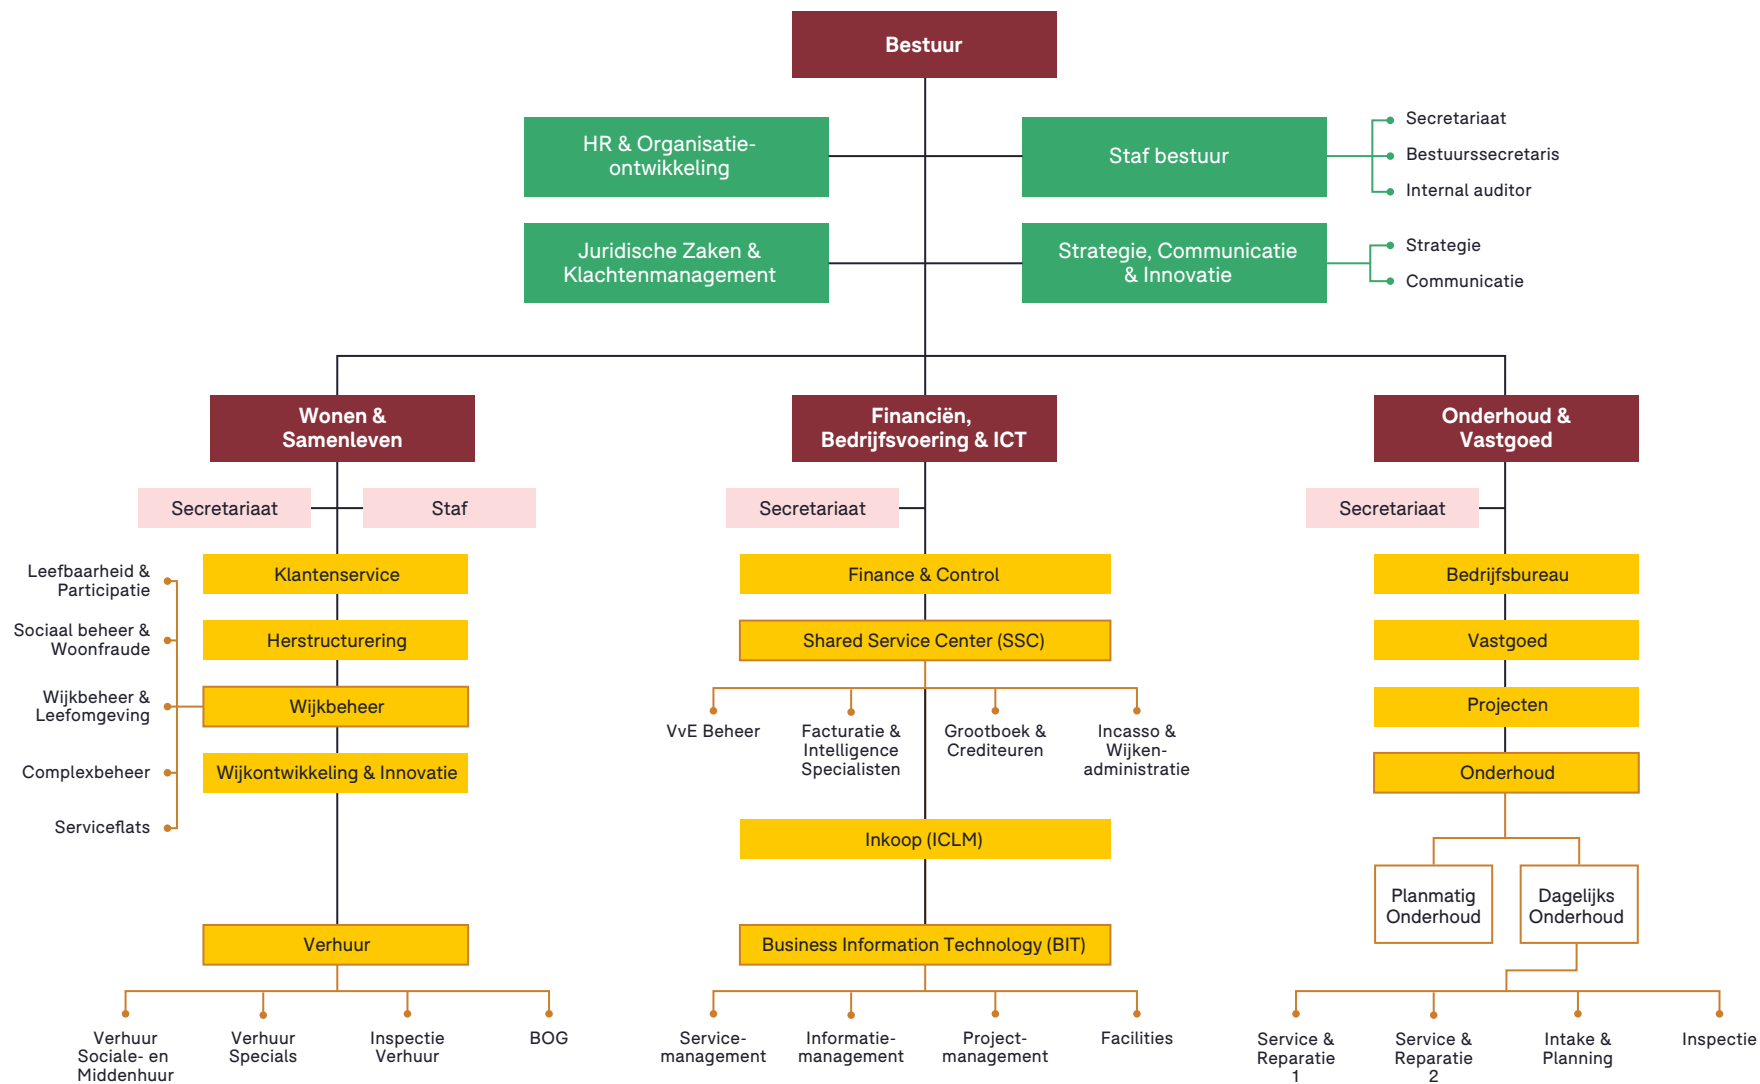 Bestuur
HR & Organisatie-
ontwikkeling
Staf bestuur
Secretariaat
Bestuurssecretaris
Internal auditor
Juridische Zaken &
Klachtenmanagement
Strategie, Communicatie
& Innovatie
Strategie
Communicatie
Wonen &
Samenleven
Financiën,
Bedrijfsvoering & ICT
Onderhoud &
Vastgoed
Secretariaat
Staf
Secretariaat
Secretariaat
Leefbaarheid &
Participatie
Sociaal beheer &
Woonfraude
Wijkbeheer &
Leefomgeving
Complexbeheer
Serviceflats
Klantenservice
Herstructurering
Wijkbeheer
Wijkontwikkeling & Innovatie
Verhuur
Verhuur
Sociale- en
Middenhuur
Verhuur
Specials
Inspectie
Verhuur
BOG
Finance & Control
Shared Service Center (SSC)
VvE Beheer
Facturatie &
Intelligence
Specialisten
Grootboek &
Crediteuren
Incasso &
Wijken-
administratie
Inkoop (ICLM)
Business Information Technology (BIT)
Service-
management
Informatie-
management
Project-
management
Facilities
Bedrijfsbureau
Vastgoed
Projecten
Onderhoud
Planmatig
Onderhoud
Dagelijks
Onderhoud
Service &
Reparatie
1
Service &
Reparatie
2
Intake &
Planning
Inspectie